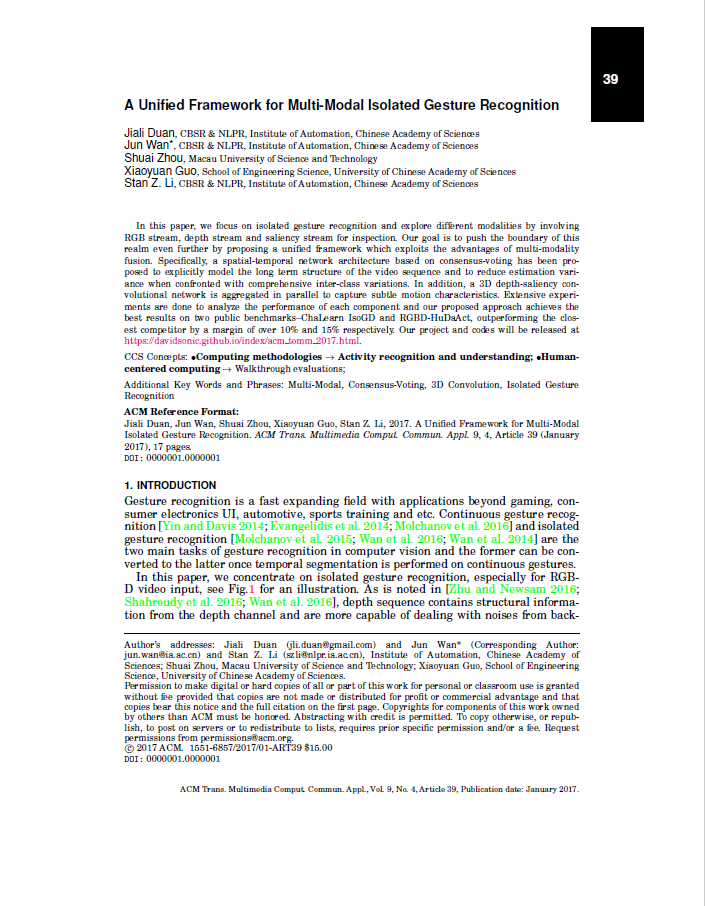 39
A Unified Framework for Multi-Modal Isolated Gesture Recognition
Jiali Duan, CBSR & NLPR, Institute of Automation, Chinese Academy of Sciences
Jun Wan*, CBSR & NLPR, Institute of Automation, Chinese Academy of Sciences
Shuai Zhou, Macau University of Science and Technology
Xiaoyuan Guo, School of Engineering Science, University of Chinese Academy of Sciences
Stan Z. Li, CBSR & NLPR, Institute of Automation, Chinese Academy of Sciences
In this paper, we focus on isolated gesture recognition and explore different modalities by involving
RGB stream, depth stream and saliency stream for inspection. Our goal is to push the boundary of this
realm even further by proposing a unified framework which exploits the advantages of multi-modality
fusion. Specifically, a spatial-temporal network architecture based on consensus-voting has been pro-
posed to explicitly model the long term structure of the video sequence and to reduce estimation vari-
ance when confronted with comprehensive inter-class variations. In addition, a 3D depth-saliency con-
volutional network is aggregated in parallel to capture subtle motion characteristics. Extensive experi-
ments are done to analyze the performance of each component and our proposed approach achieves the
best results on two public benchmarks–ChaLearn IsoGD and RGBD-HuDaAct, outperforming the clos-
est competitor by a margin of over 10% and 15% respectively. Our project and codes will be released at
https://davidsonic.github.io/index/acm_tomm_2017.html.
CCS Concepts: •Computing methodologies → Activity recognition and understanding; •Human-
centered computing → Walkthrough evaluations;
Additional Key Words and Phrases: Multi-Modal, Consensus-Voting, 3D Convolution, Isolated Gesture
Recognition
ACM Reference Format:
Jiali Duan, Jun Wan, Shuai Zhou, Xiaoyuan Guo, Stan Z. Li, 2017. A Unified Framework for Multi-Modal
Isolated Gesture Recognition. ACM Trans. Multimedia Comput. Commun. Appl. 9, 4, Article 39 (January
2017), 17 pages.
DOI: 0000001.0000001
1. INTRODUCTION
Gesture recognition is a fast expanding field with applications beyond gaming, con-
sumer electronics UI, automotive, sports training and etc. Continuous gesture recog-
nition [Yin and Davis 2014; Evangelidis et al. 2014; Molchanov et al. 2016] and isolated
gesture recognition [Molchanov et al. 2015; Wan et al. 2016; Wan et al. 2014] are the
two main tasks of gesture recognition in computer vision and the former can be con-
verted to the latter once temporal segmentation is performed on continuous gestures.
In this paper, we concentrate on isolated gesture recognition, especially for RGB-
D video input, see Fig.1 for an illustration. As is noted in [Zhu and Newsam 2016;
Shahroudy et al. 2016; Wan et al. 2016], depth sequence contains structural informa-
tion from the depth channel and are more capable of dealing with noises from back-
Author's addresses: Jiali Duan (jli.duan@gmail.com) and Jun Wan* (Corresponding Author:
jun.wan@ia.ac.cn) and Stan Z. Li (szli@nlpr.ia.ac.cn), Institute of Automation, Chinese Academy of
Sciences; Shuai Zhou, Macau University of Science and Technology; Xiaoyuan Guo, School of Engineering
Science, University of Chinese Academy of Sciences.
Permission to make digital or hard copies of all or part of this work for personal or classroom use is granted
without fee provided that copies are not made or distributed for profit or commercial advantage and that
copies bear this notice and the full citation on the first page. Copyrights for components of this work owned
by others than ACM must be honored. Abstracting with credit is permitted. To copy otherwise, or repub-
lish, to post on servers or to redistribute to lists, requires prior specific permission and/or a fee. Request
permissions from permissions@acm.org.
© 2017 ACM. 1551-6857/2017/01-ART39 $15.00
DOI: 0000001.0000001
ACM Trans. Multimedia Comput. Commun. Appl., Vol. 9, No. 4, Article 39, Publication date: January 2017.